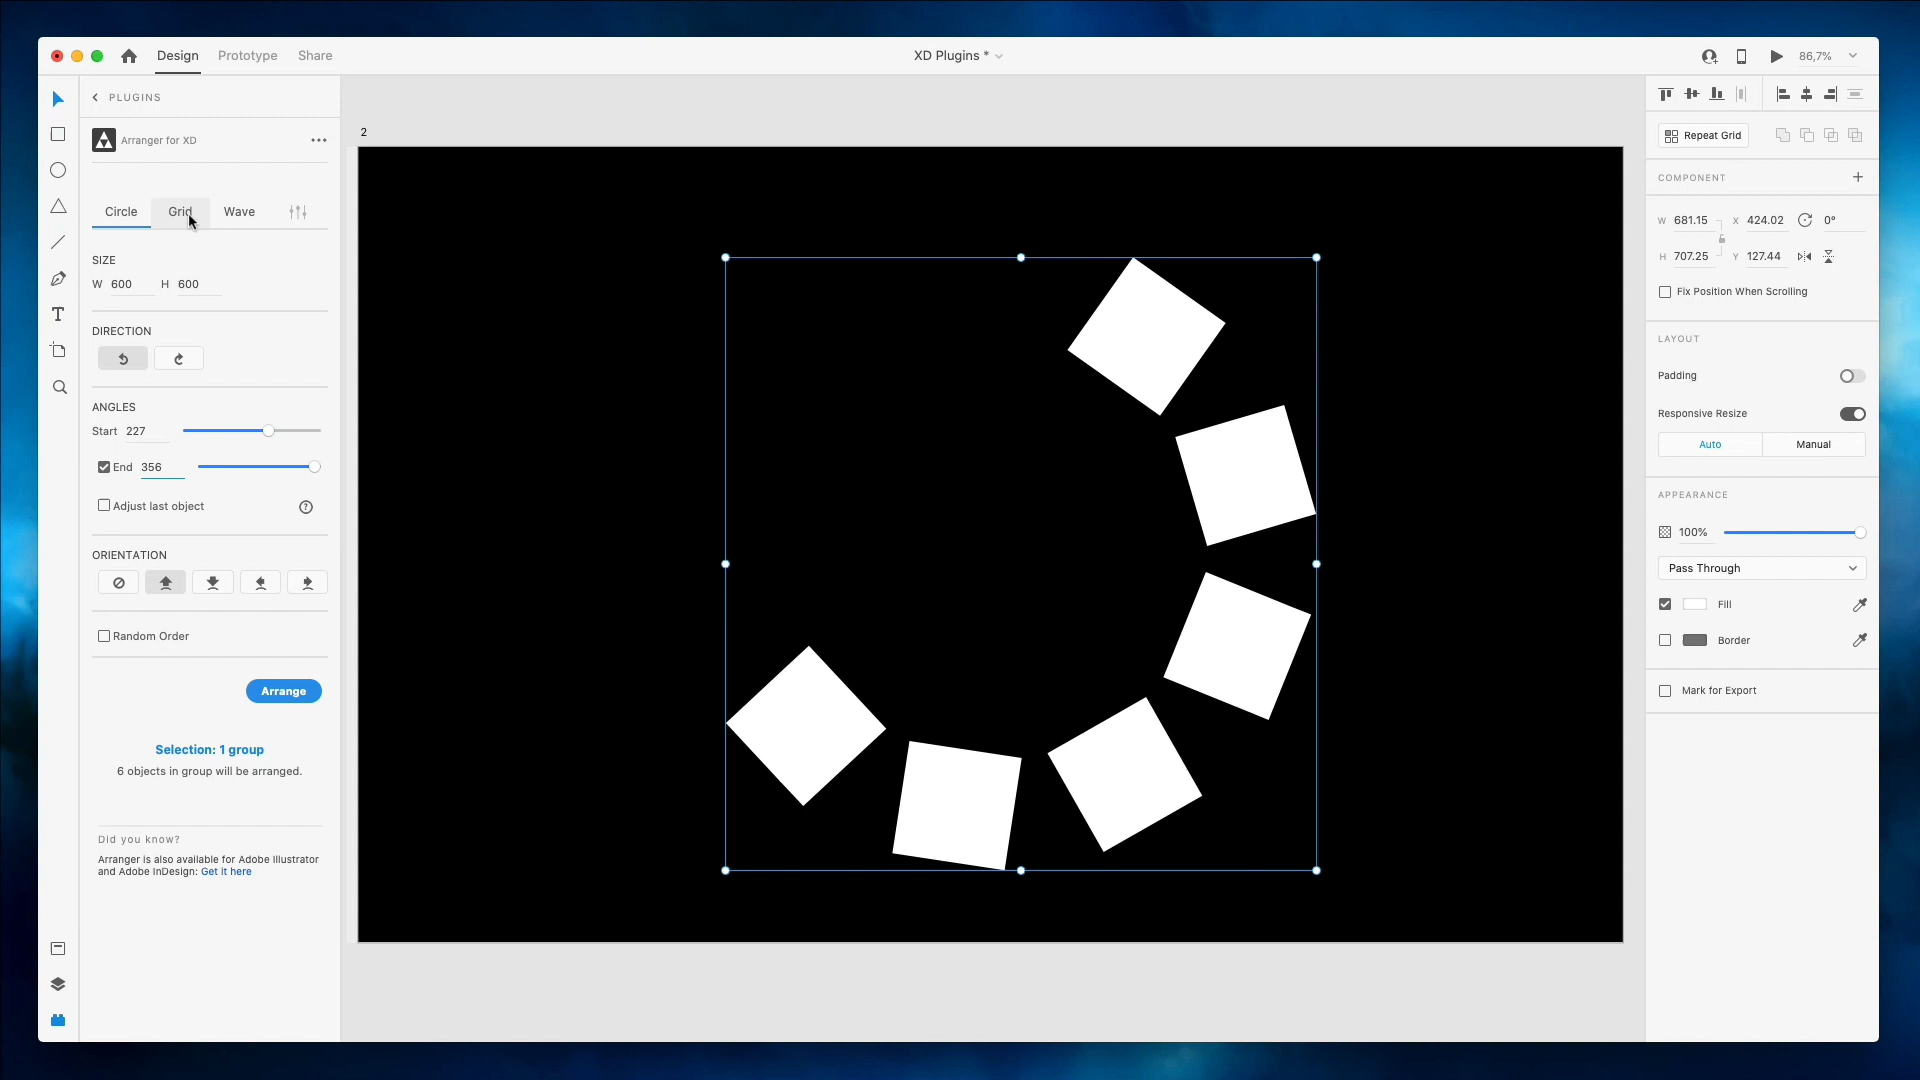 Design
Prototype
Share
XD Plugins *
86,7%
PLUGINS
Arranger for XD
Circle
Grid
Wave
SIZE
W 600 H 600
DIRECTION
ANGLES
Start 227
End 356
Adjust last object
?
ORIENTATION
Random Order
Arrange
Selection: 1 group
6 objects in group will be arranged.
Did you know?
Arranger is also available for Adobe Illustrator
and Adobe InDesign: Get it here
2
Repeat Grid
COMPONENT
W 681.15 X 424.02 0°
H 707.25 Y 127.44
Fix Position When Scrolling
LAYOUT
Padding
Responsive Resize
Auto
Manual
APPEARANCE
100%
Pass Through
Fill
Border
Mark for Export